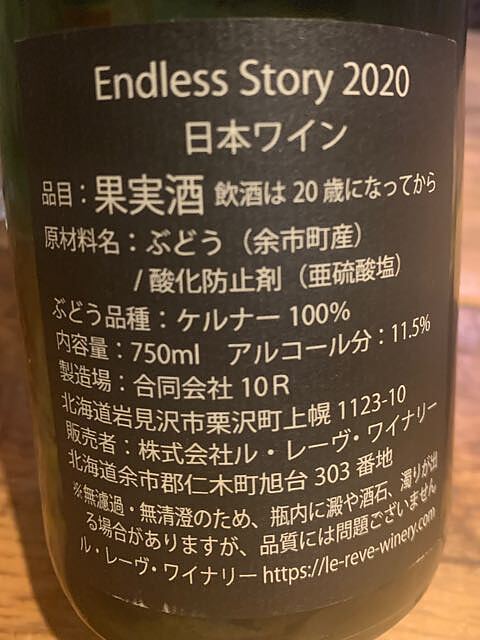 Endless Story 2020
日本ワイン
品目：果実酒 飲酒は 20 歳になってから
原材料名：ぶどう（余市町産）
/ 酸化防止剤（亜硫酸塩）
ぶどう品種：ケルナー 100%
内容量：750ml アルコール分：11.5%
製造場：合同会社 10R
北海道岩見沢市栗沢町上幌 1123-10
販売者：株式会社ル・レーヴ・ワイナリー
北海道余市郡仁木町旭台 303 番地
※無濾過・無清澄のため、瓶内に澱や酒石、濁りが出
る場合がありますが、品質には問題ございません
ル・レーヴ・ワイナリー https://le-reve-winery.com